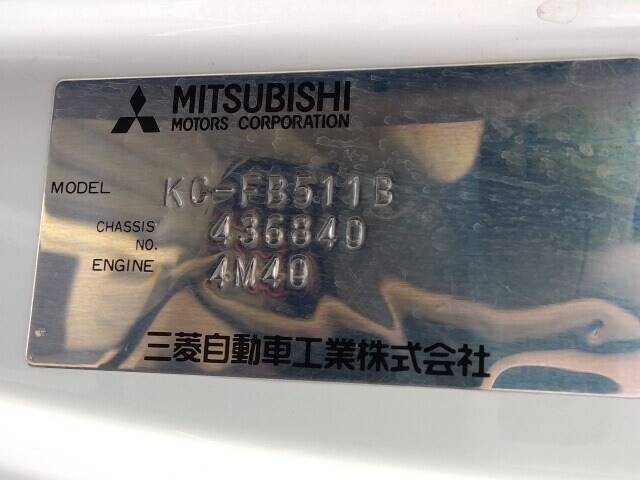 MITSUBISHI
MOTORS CORPORATION
MODEL KC-FB511B
CHASSIS NO. 436840
ENGINE 4M40
三菱自動車工業株式会社